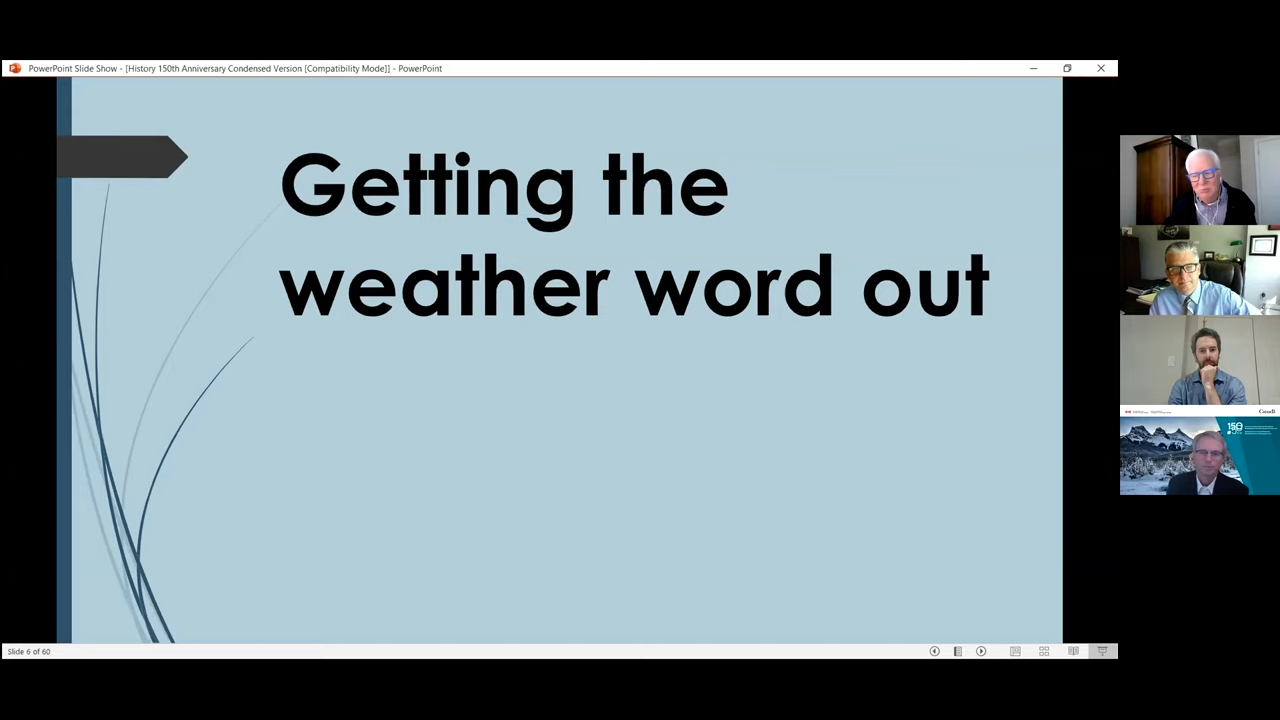 PowerPoint Slide Show - [History 150th Anniversary Condensed Version [Compatibility Mode]] - PowerPoint
Getting the
weather word out
Slide 6 of 60
Canada
150